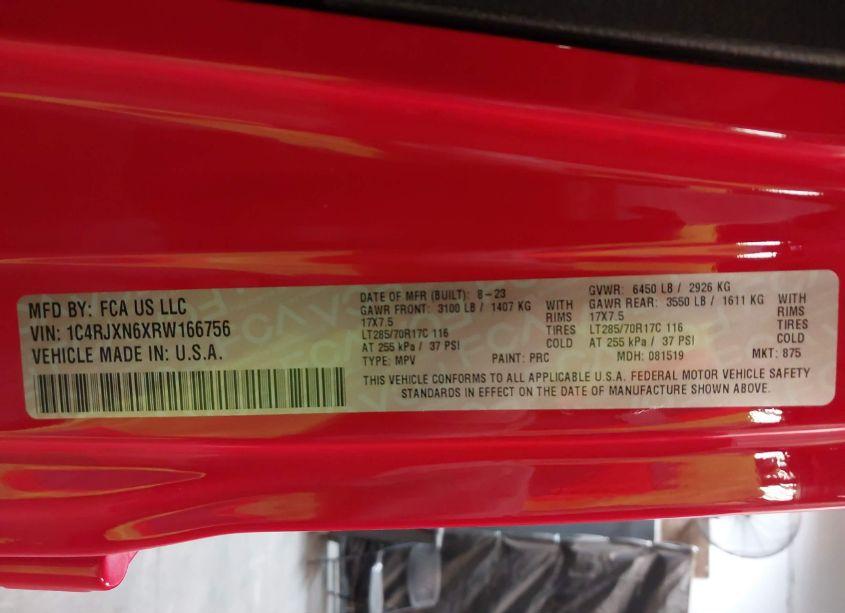 MFD BY: FCA US LLC
VIN: 1C4RJXN6XRW166756
VEHICLE MADE IN U.S.A.
DATE OF MFR (BUILT): 8-23
GAWR FRONT: 3100 LB / 1407 KG WITH
17X7.5 RIMS
LT285/70R17C 116 TIRES
AT 255 kPa / 37 PSI COLD
TYPE: MPV PAINT: PRC
GVWR: 6450 LB / 2926 KG
GAWR REAR: 3550 LB / 1611 KG WITH
17X7.5 RIMS
LT285/70R17C 116 TIRES
AT 255 kPa / 37 PSI COLD
MDH: 081519 MKT: 875
THIS VEHICLE CONFORMS TO ALL APPLICABLE U.S.A. FEDERAL MOTOR VEHICLE SAFETY
STANDARDS IN EFFECT ON THE DATE OF MANUFACTURE SHOWN ABOVE.